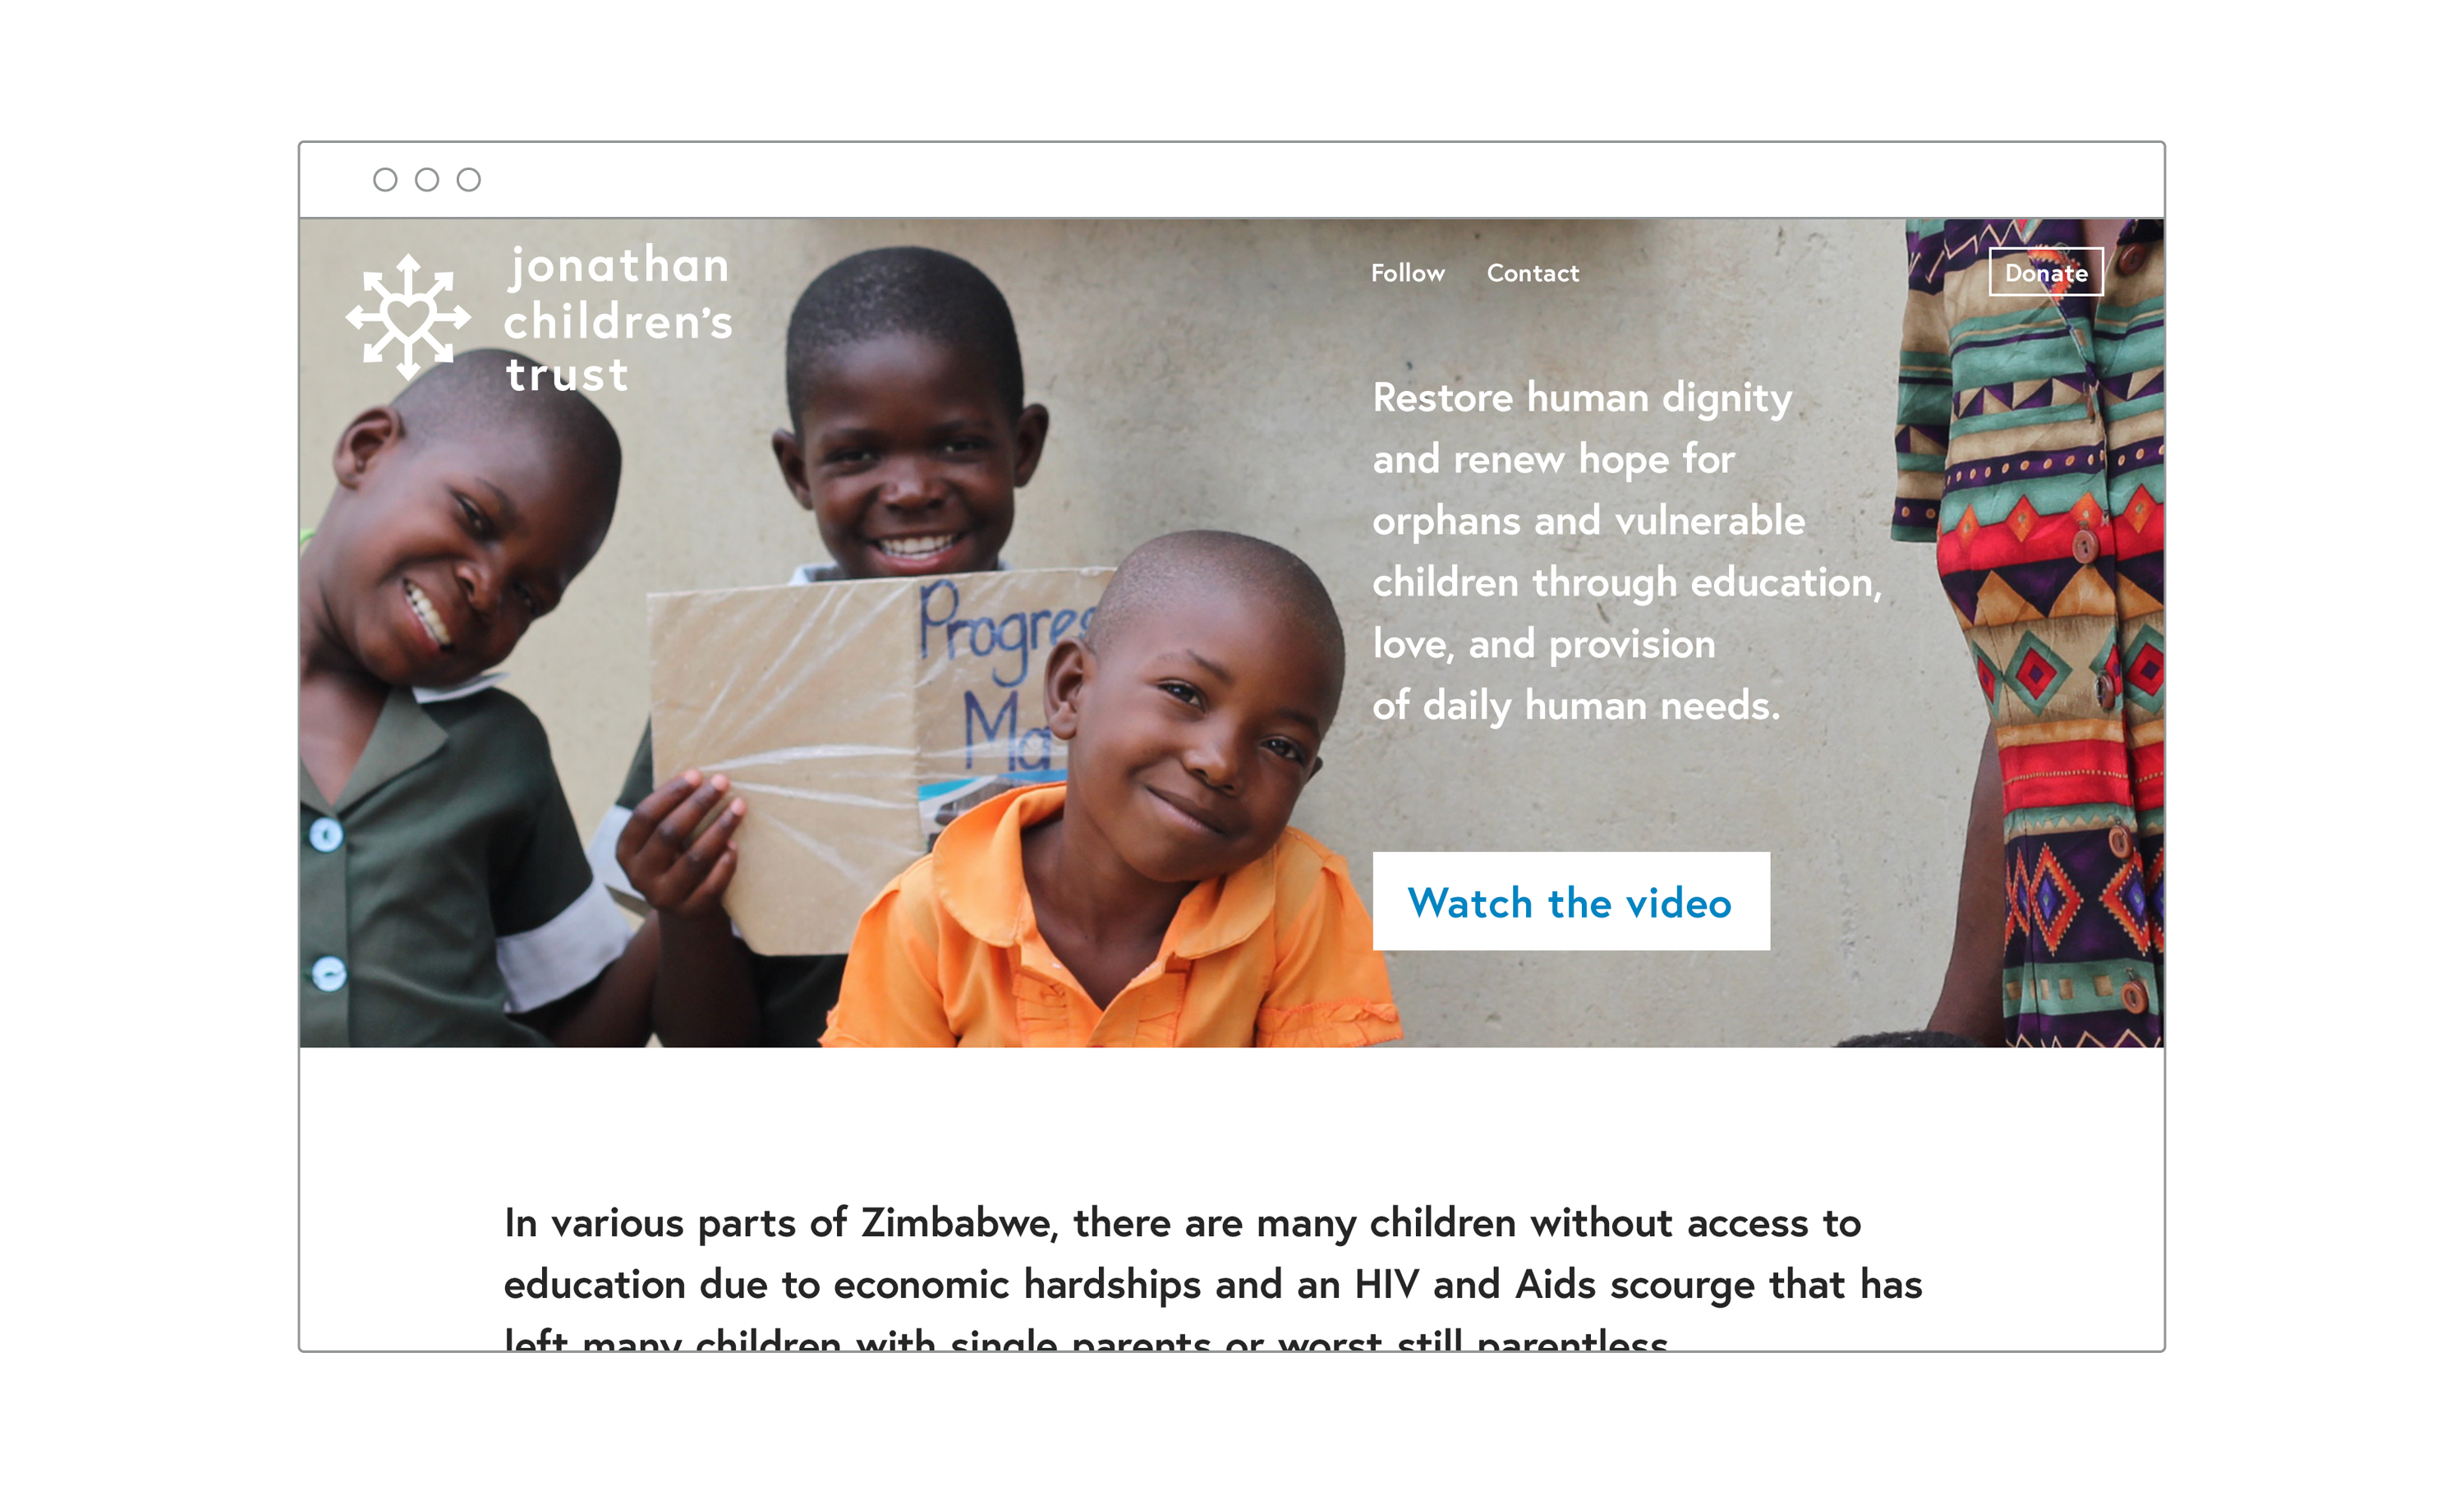 jonathan
children's
trust
Follow Contact
Donate
Restore human dignity
and renew hope for
orphans and vulnerable
children through education,
love, and provision
of daily human needs.
Progres
Ma
Watch the video
In various parts of Zimbabwe, there are many children without access to
education due to economic hardships and an HIV and Aids scourge that has
left many children with single parents or worst still parentless